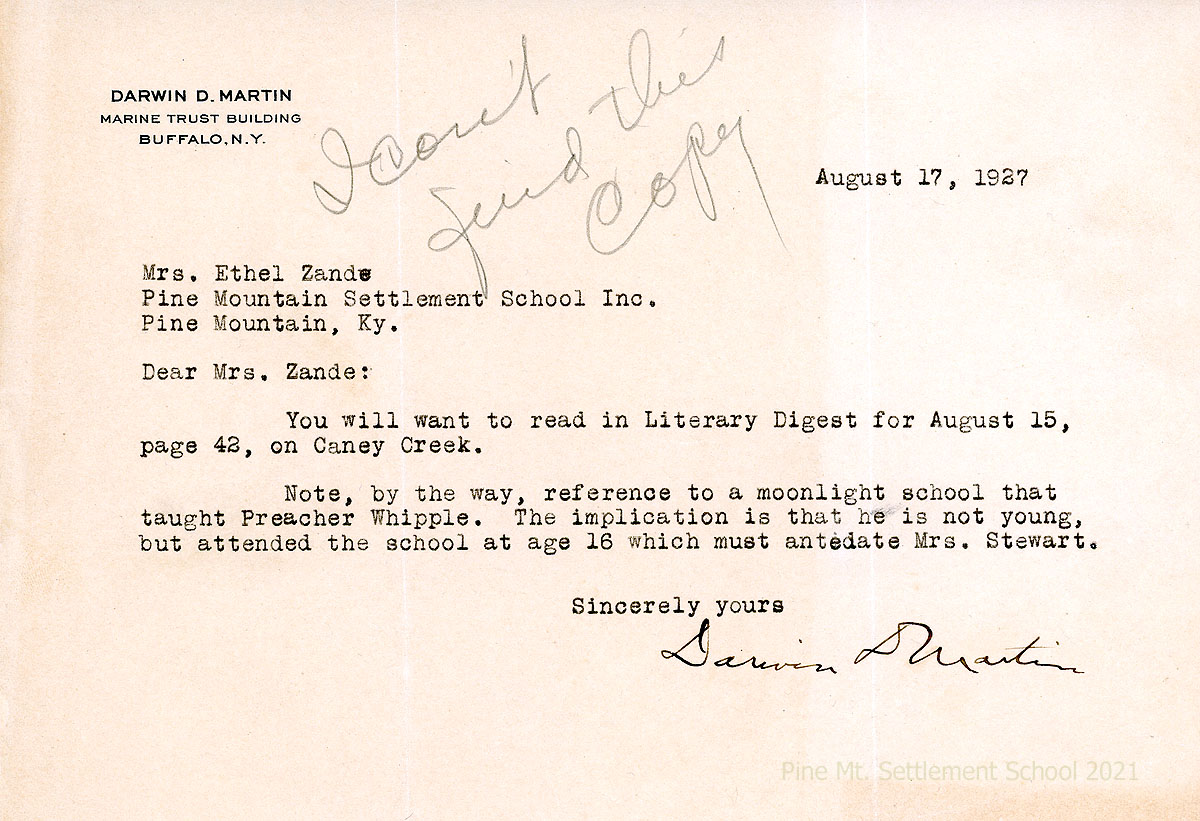 DARWIN D. MARTIN
MARINE TRUST BUILDING
BUFFALO, N.Y.
I can't
find this
Copy
August 17, 1927
Mrs. Ethel Zande
Pine Mountain Settlement School Inc.
Pine Mountain, Ky.
Dear Mrs. Zande:
You will want to read in Literary Digest for August 15,
page 42, on Caney Creek.
Note, by the way, reference to a moonlight school that
taught Preacher Whipple. The implication is that he is not young,
but attended the school at age 16 which must antedate Mrs. Stewart.
Sincerely yours
Darwin D Martin
Pine Mt. Settlement School 2021